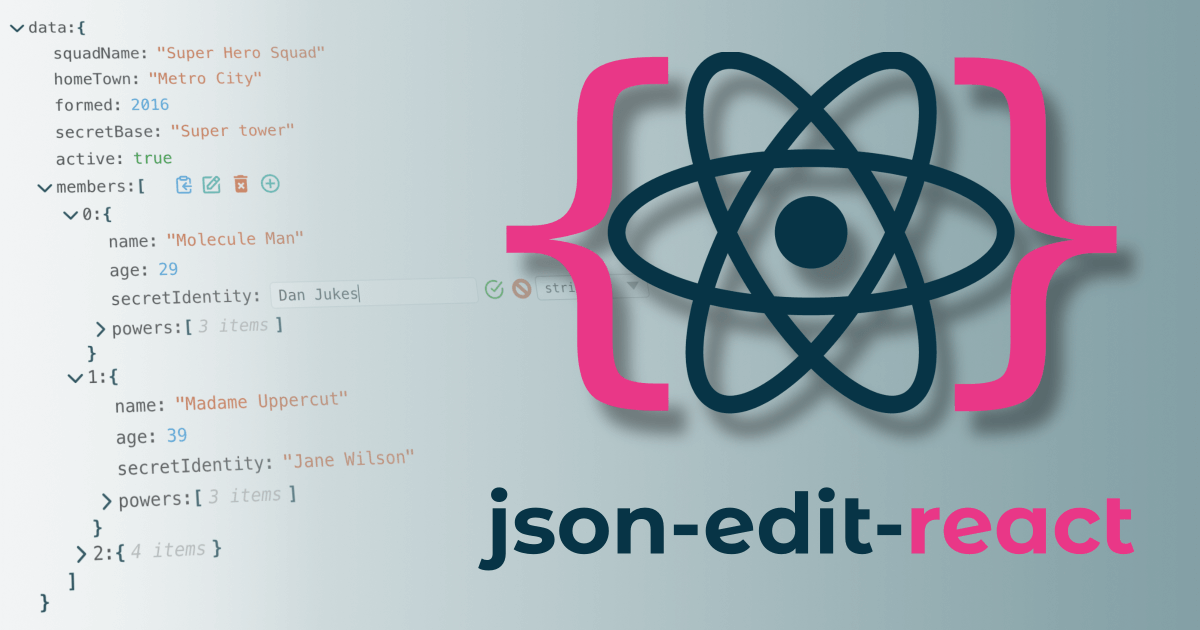 data:{
squadName: "Super Hero Squad"
homeTown: "Metro City"
formed: 2016
secretBase: "Super tower"
active: true
members:[
0:{
name: "Molecule Man"
age: 29
secretIdentity: Dan Jukes stri
powers:[ 3 items ]
}
1:{
name: "Madame Uppercut"
age: 39
secretIdentity: "Jane Wilson"
powers:[ 3 items ]
}
2:{ 4 items }
]
}
{ }
json-edit-react